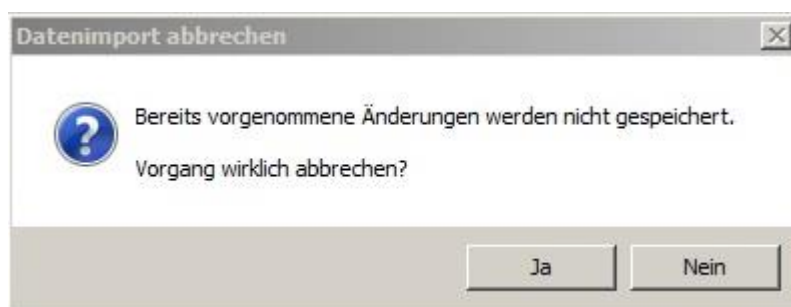 Datenimport abbrechen
Bereits vorgenommene Änderungen werden nicht gespeichert.
Vorgang wirklich abbrechen?
Ja
Nein